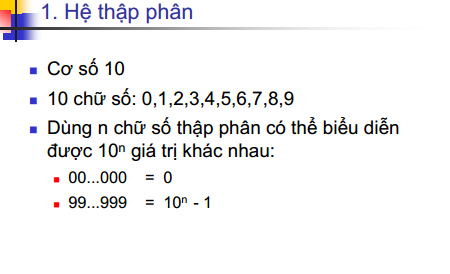 1. Hệ thập phân
Cơ số 10
10 chữ số: 0,1,2,3,4,5,6,7,8,9
Dùng n chữ số thập phân có thể biểu diễn
được 10ⁿ giá trị khác nhau:
00...000 = 0
99...999 = 10ⁿ - 1